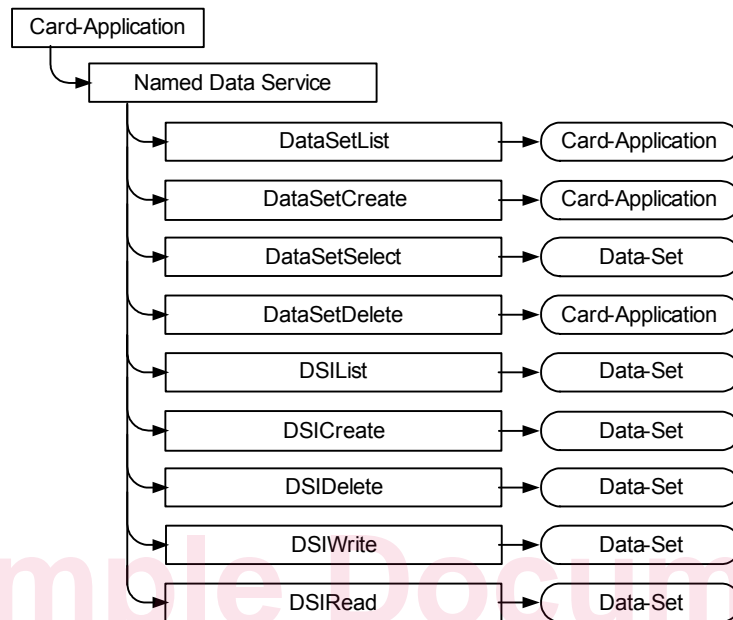 Card-Application
Named Data Service
DataSetList Card-Application
DataSetCreate Card-Application
DataSetSelect Data-Set
DataSetDelete Card-Application
DSIList Data-Set
DSICreate Data-Set
DSIDelete Data-Set
DSIWrite Data-Set
mple Docum
DSIRead Data-Set